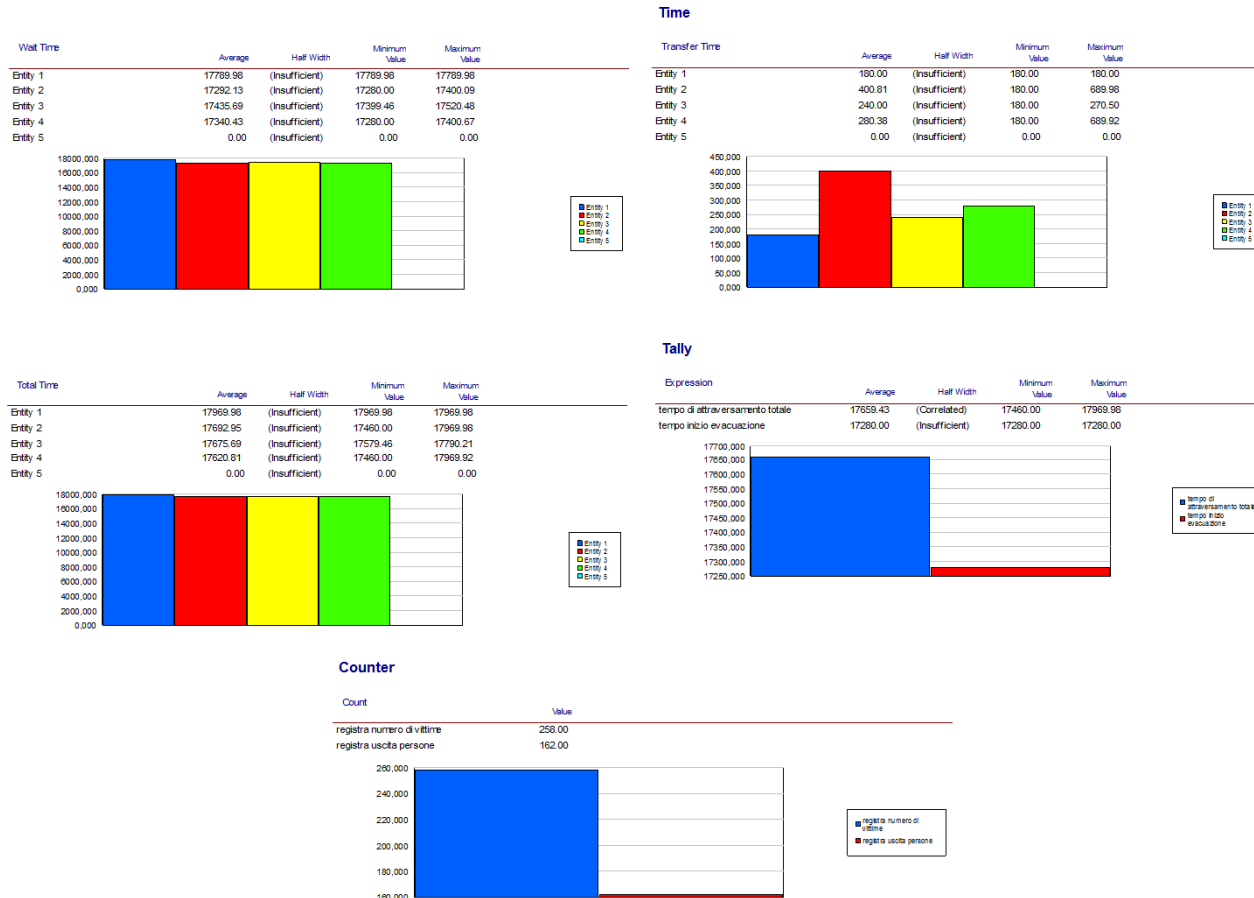 Wait Time
Average Half Width Minimum Value Maximum Value
Entity 1 17789.98 (Insufficient) 17789.98 17789.98
Entity 2 17292.13 (Insufficient) 17280.00 17400.09
Entity 3 17435.69 (Insufficient) 17399.46 17520.48
Entity 4 17340.43 (Insufficient) 17280.00 17400.67
Entity 5 0.00 (Insufficient) 0.00 0.00
18000,000
16000,000
14000,000
12000,000
10000,000
8000,000
6000,000
4000,000
2000,000
0,000
Entity 1
Entity 2
Entity 3
Entity 4
Entity 5
Time
Transfer Time
Average Half Width Minimum Value Maximum Value
Entity 1 180.00 (Insufficient) 180.00 180.00
Entity 2 400.81 (Insufficient) 180.00 689.98
Entity 3 240.00 (Insufficient) 180.00 270.50
Entity 4 280.38 (Insufficient) 180.00 689.92
Entity 5 0.00 (Insufficient) 0.00 0.00
450,000
400,000
350,000
300,000
250,000
200,000
150,000
100,000
50,000
0,000
Entity 1
Entity 2
Entity 3
Entity 4
Entity 5
Total Time
Average Half Width Minimum Value Maximum Value
Entity 1 17969.98 (Insufficient) 17969.98 17969.98
Entity 2 17692.95 (Insufficient) 17460.00 17969.98
Entity 3 17675.69 (Insufficient) 17579.46 17790.21
Entity 4 17620.81 (Insufficient) 17460.00 17969.92
Entity 5 0.00 (Insufficient) 0.00 0.00
18000,000
16000,000
14000,000
12000,000
10000,000
8000,000
6000,000
4000,000
2000,000
0,000
Entity 1
Entity 2
Entity 3
Entity 4
Entity 5
Tally
Expression
Average Half Width Minimum Value Maximum Value
tempo di attraversamento totale 17659.43 (Correlated) 17460.00 17969.98
tempo inizio evacuazione 17280.00 (Insufficient) 17280.00 17280.00
17700,000
17650,000
17600,000
17550,000
17500,000
17450,000
17400,000
17350,000
17300,000
17250,000
tempo di
attraversamento totale
tempo inizio
evacuazione
Counter
Count
Value
registra numero di vittime 258.00
registra uscita persone 162.00
260,000
240,000
220,000
200,000
180,000
160,000
registra numero di
vittime
registra uscita persone